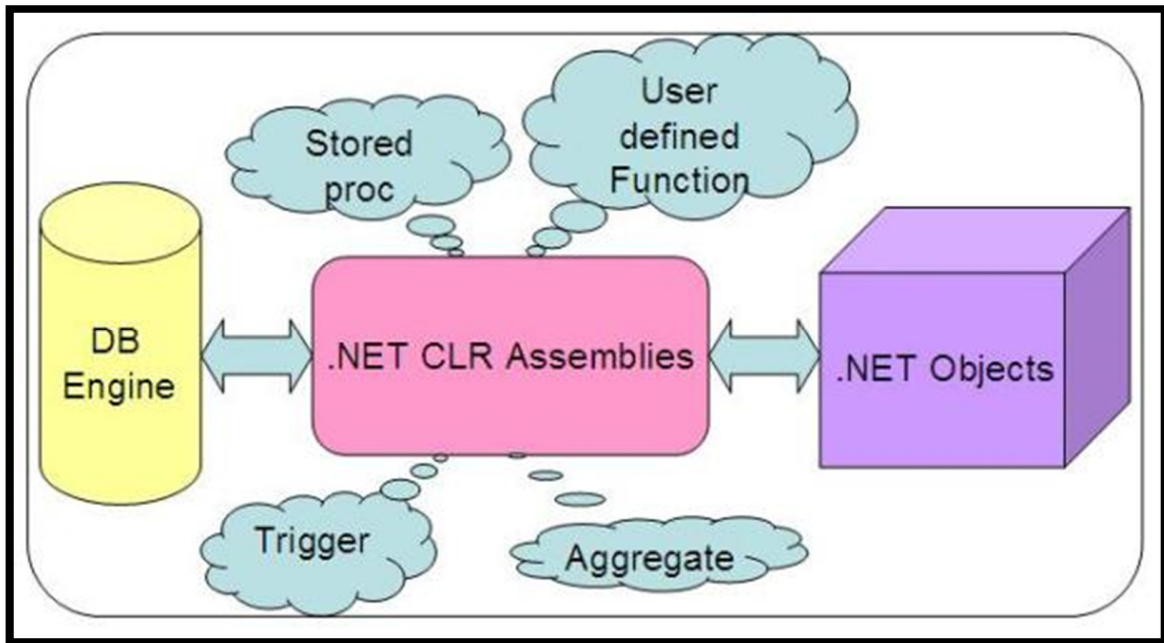 Stored
proc
User
defined
Function
DB
Engine
.NET CLR Assemblies
.NET Objects
Trigger
Aggregate